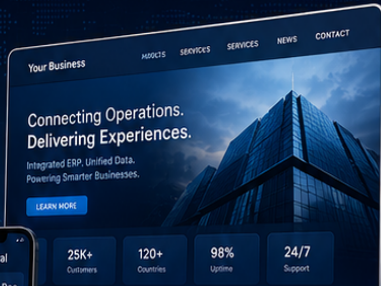 Your Business
SERVICES
SERVICES
NEWS
CONTACT
Connecting Operations.
Delivering Experiences.
Integrated ERP. Unified Data.
Powering Smarter Businesses.
LEARN MORE
25K+
Customers
120+
Countries
98%
Uptime
24/7
Support